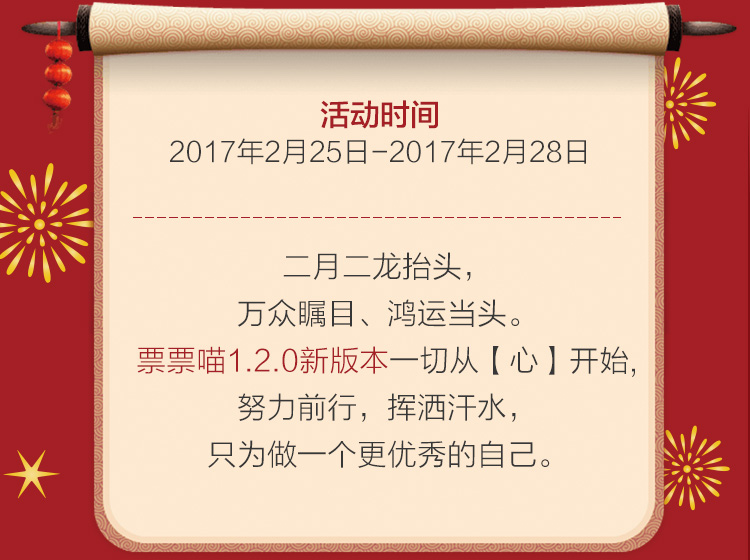 活动时间
2017年2月25日-2017年2月28日
二月二龙抬头，
万众瞩目、鸿运当头。
票票喵1.2.0新版本一切从【心】开始，
努力前行，挥洒汗水，
只为做一个更优秀的自己。